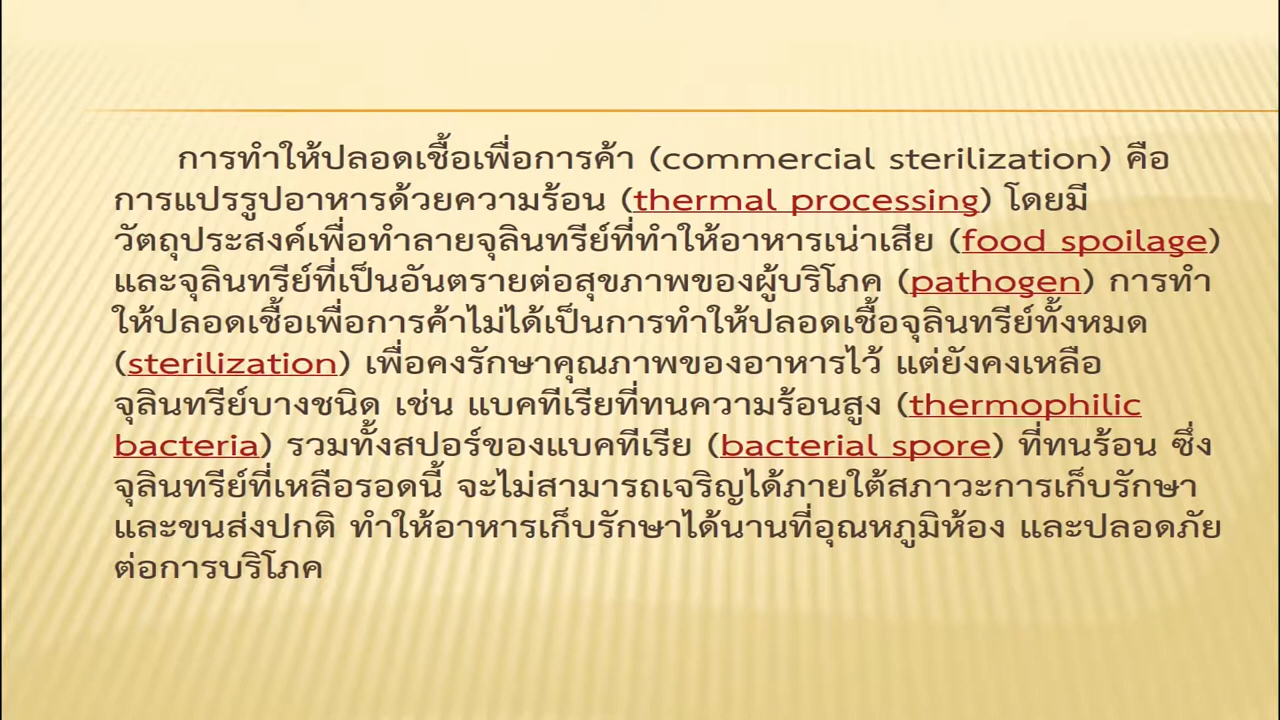 การทำให้ปลอดเชื้อเพื่อการค้า (commercial sterilization) คือ
การแปรรูปอาหารด้วยความร้อน (thermal processing) โดยมี
วัตถุประสงค์เพื่อทำลายจุลินทรีย์ที่ทำให้อาหารเน่าเสีย (food spoilage)
และจุลินทรีย์ที่เป็นอันตรายต่อสุขภาพของผู้บริโภค (pathogen) การทำ
ให้ปลอดเชื้อเพื่อการค้าไม่ได้เป็นการทำให้ปลอดเชื้อจุลินทรีย์ทั้งหมด
(sterilization) เพื่อคงรักษาคุณภาพของอาหารไว้ แต่ยังคงเหลือ
จุลินทรีย์บางชนิด เช่น แบคทีเรียที่ทนความร้อนสูง (thermophilic
bacteria) รวมทั้งสปอร์ของแบคทีเรีย (bacterial spore) ที่ทนร้อน ซึ่ง
จุลินทรีย์ที่เหลือรอดนี้ จะไม่สามารถเจริญได้ภายใต้สภาวะการเก็บรักษา
และขนส่งปกติ ทำให้อาหารเก็บรักษาได้นานที่อุณหภูมิห้อง และปลอดภัย
ต่อการบริโภค